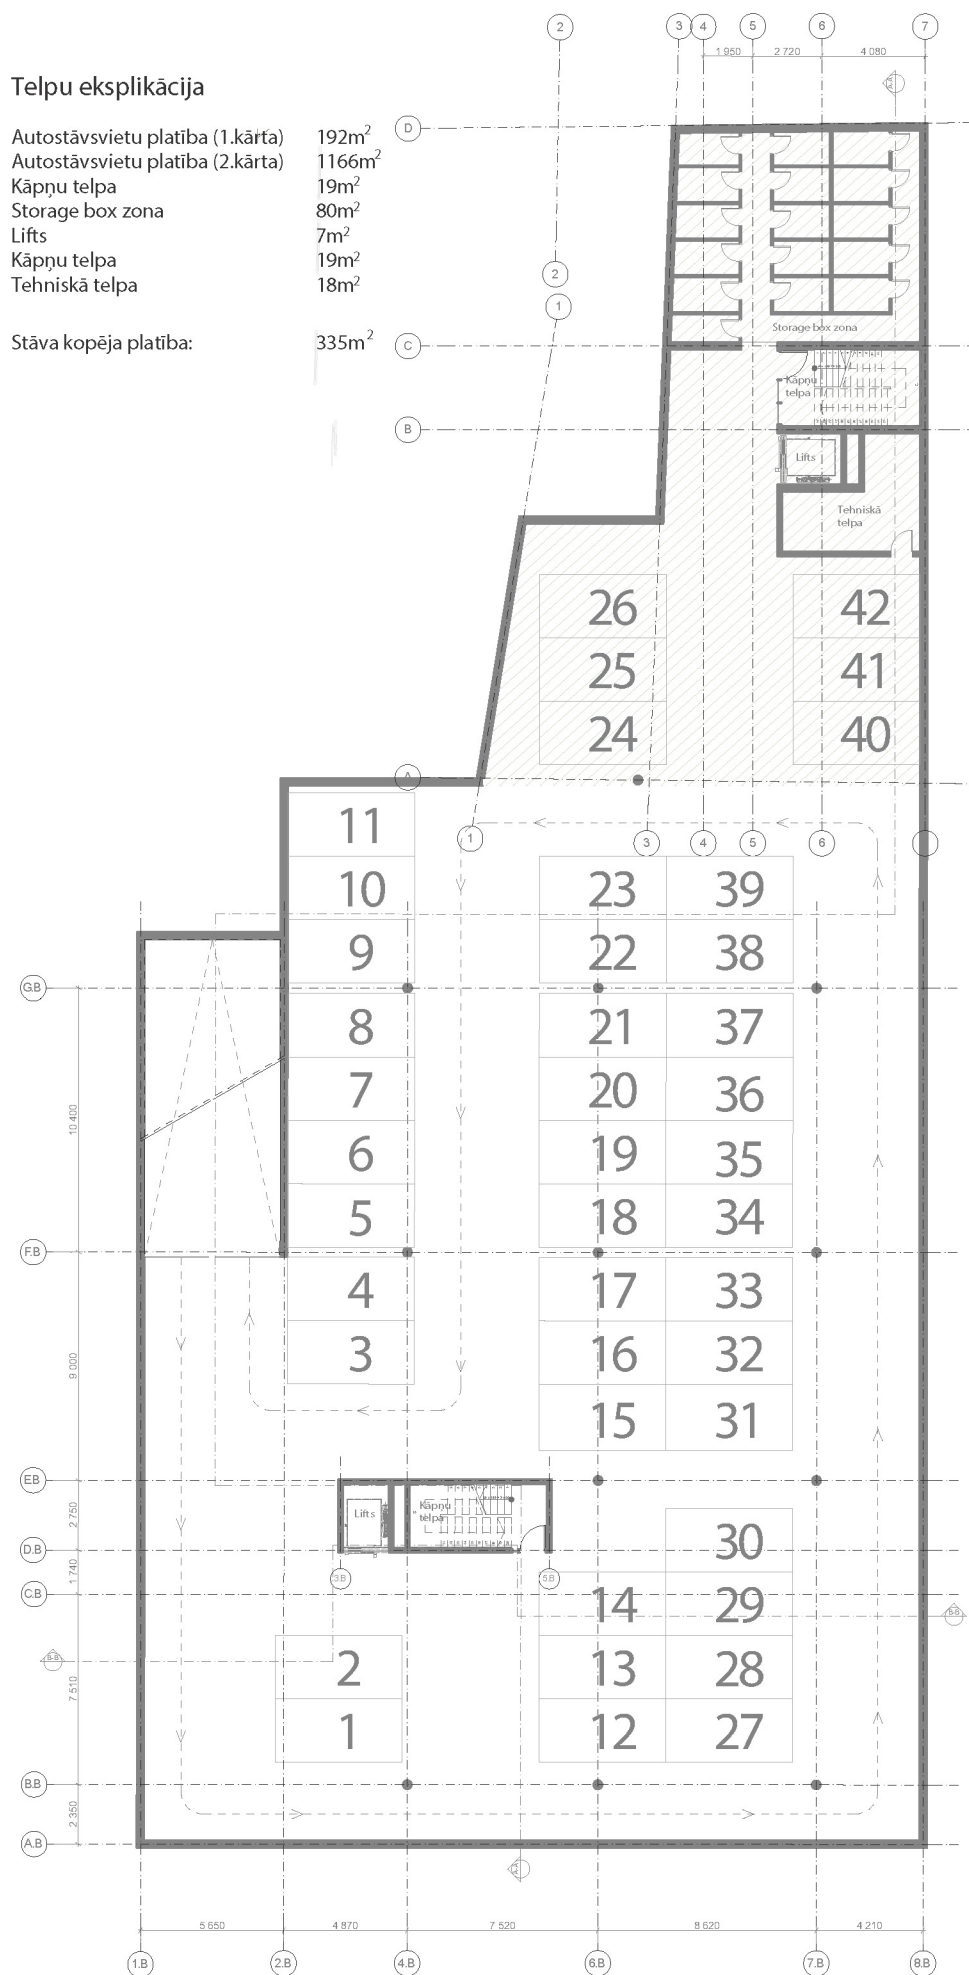 2
3
4
5
6
7
1 950
2 720
4 080
A-A
Telpu eksplikācija
D
Autostāvsvietu platība (1.kārta) 192m²
Autostāvsvietu platība (2.kārta) 1166m²
Kāpņu telpa 19m²
Storage box zona 80m²
Lifts 7m²
Kāpņu telpa 19m²
Tehniskā telpa 18m²
2
1
Storage box zona
Stāva kopēja platība: 335m²
C
Kāpņu
telpa
B
Lifts
Tehniskā
telpa
26 42
25 41
24 40
A
11
1
3
4
5
6
10 23 39
9 22 38
G.B
8 21 37
7 20 36
10 400
6 19 35
5 18 34
F.B
4 17 33
3 16 32
9 000
15 31
E.B
Lifts
Kāpņu
telpa
2 750
30
D.B
1 740
3.B
5.B
C.B
14 29
B-B
B-B
2 13 28
7 510
1 12 27
B.B
2 350
A.B
A-A
5 650
4 870
7 520
8 620
4 210
1.B
2.B
4.B
6.B
7.B
8.B